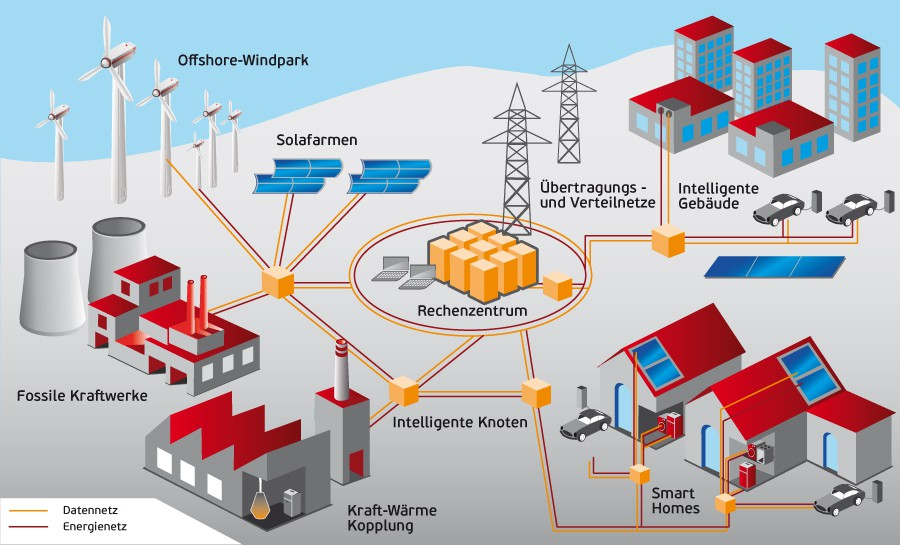 Offshore-Windpark
Solafarmen
Übertragungs -
und Verteilnetze
Intelligente
Gebäude
Rechenzentrum
Fossile Kraftwerke
Intelligente Knoten
Kraft-Wärme
Kopplung
Smart
Homes
Datennetz
Energienetz